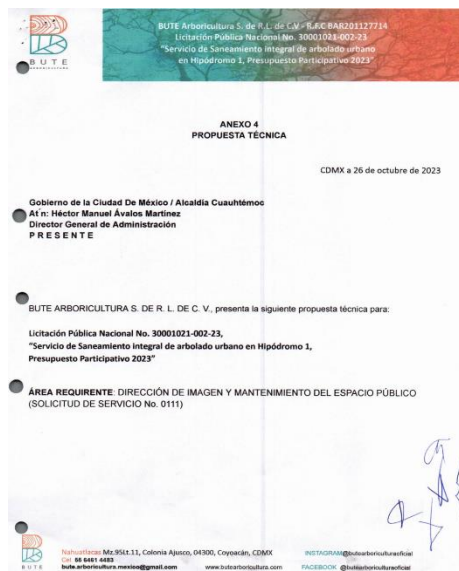 BUTE Arboricultura S. de R.L. de C.V - R.F.C BAR201127714
Licitación Pública Nacional No. 30001021-002-23
"Servicio de Saneamiento integral de arbolado urbano
en Hipódromo 1, Presupuesto Participativo 2023"
BUTE
ARBORICULTURA
ANEXO 4
PROPUESTA TÉCNICA
CDMX a 26 de octubre de 2023
Gobierno de la Ciudad De México / Alcaldía Cuauhtémoc
At'n: Héctor Manuel Ávalos Martínez
Director General de Administración
P R E S E N T E
BUTE ARBORICULTURA S. DE R. L. DE C. V., presenta la siguiente propuesta técnica para:
Licitación Pública Nacional No. 30001021-002-23,
"Servicio de Saneamiento integral de arbolado urbano en Hipódromo 1,
Presupuesto Participativo 2023"
ÁREA REQUIRENTE: DIRECCIÓN DE IMAGEN Y MANTENIMIENTO DEL ESPACIO PÚBLICO
(SOLICITUD DE SERVICIO No. 0111)
BUTE
Nahuatlacas Mz.95Lt.11, Colonia Ajusco, 04300, Coyoacán, CDMX INSTAGRAM @butearboriculturaoficial
Cel. 55 6461 4483
bute.arboricultura.mexico@gmail.com www.butearboricultura.com FACEBOOK @butearboriculturaoficial